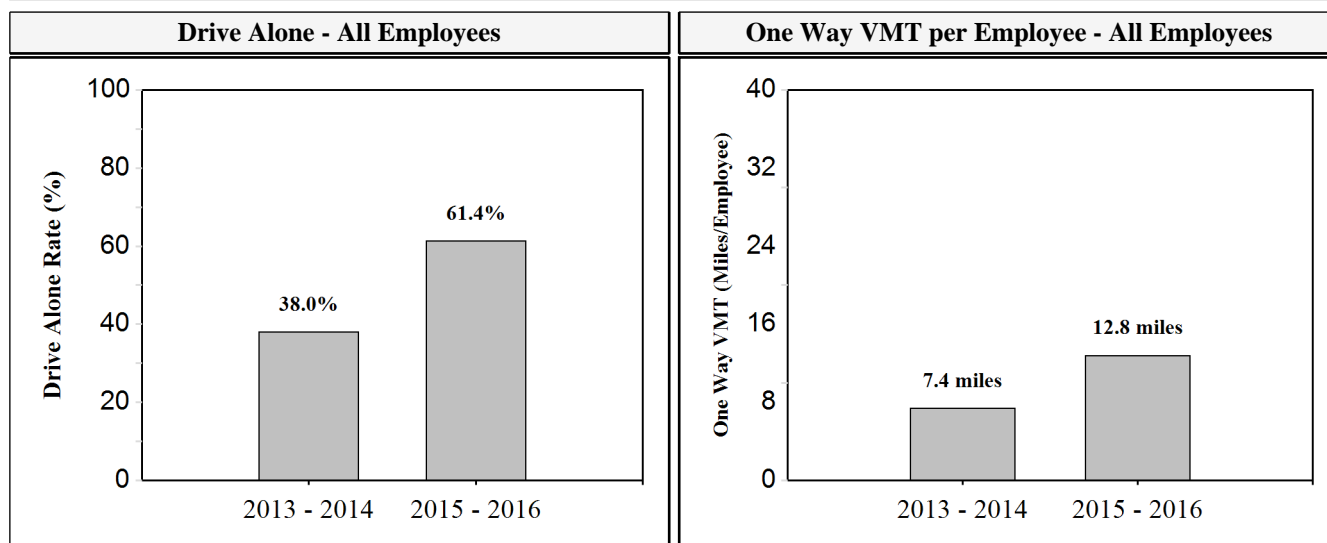 Drive Alone - All Employees
One Way VMT per Employee - All Employees
Drive Alone Rate (%)
100
80
60
40
20
0
38.0%
61.4%
2013 - 2014
2015 - 2016
One Way VMT (Miles/Employee)
40
32
24
16
8
0
7.4 miles
12.8 miles
2013 - 2014
2015 - 2016